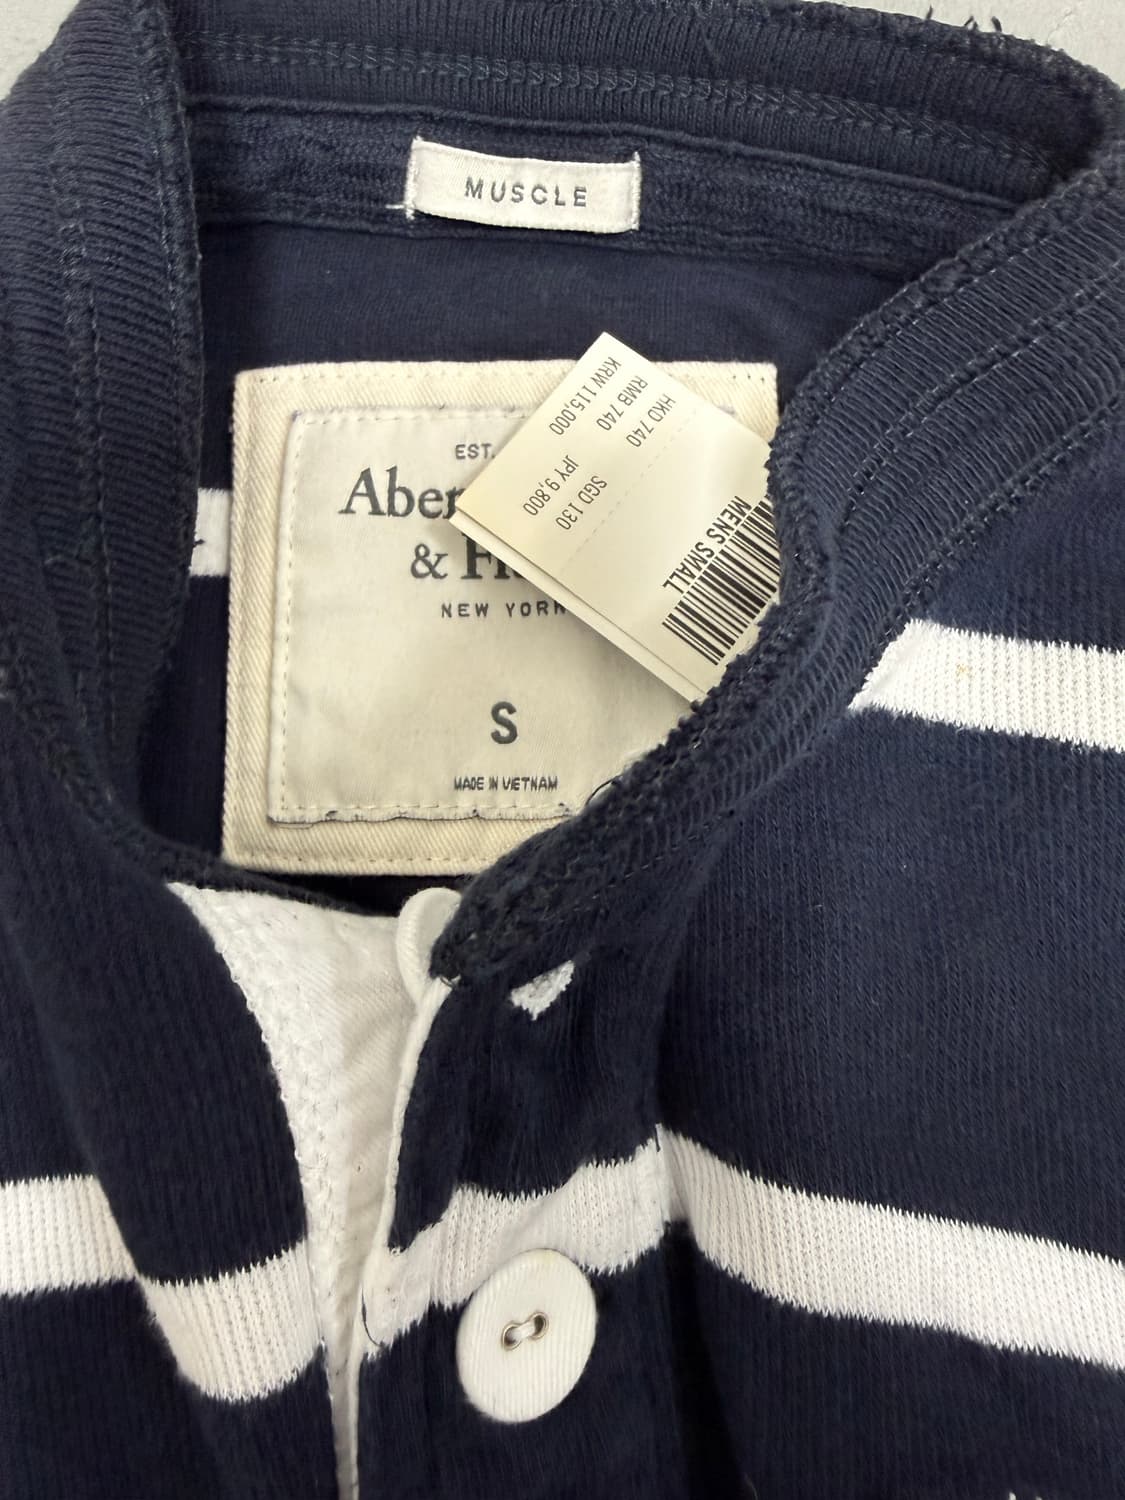 MUSCLE
EST.
Aber
& Fi
NEW YORK
S
MADE IN VIETNAM
HKD 740 SGD 130
RMB 740 JPY 9,800
KRW 115,000
MENS SMALL